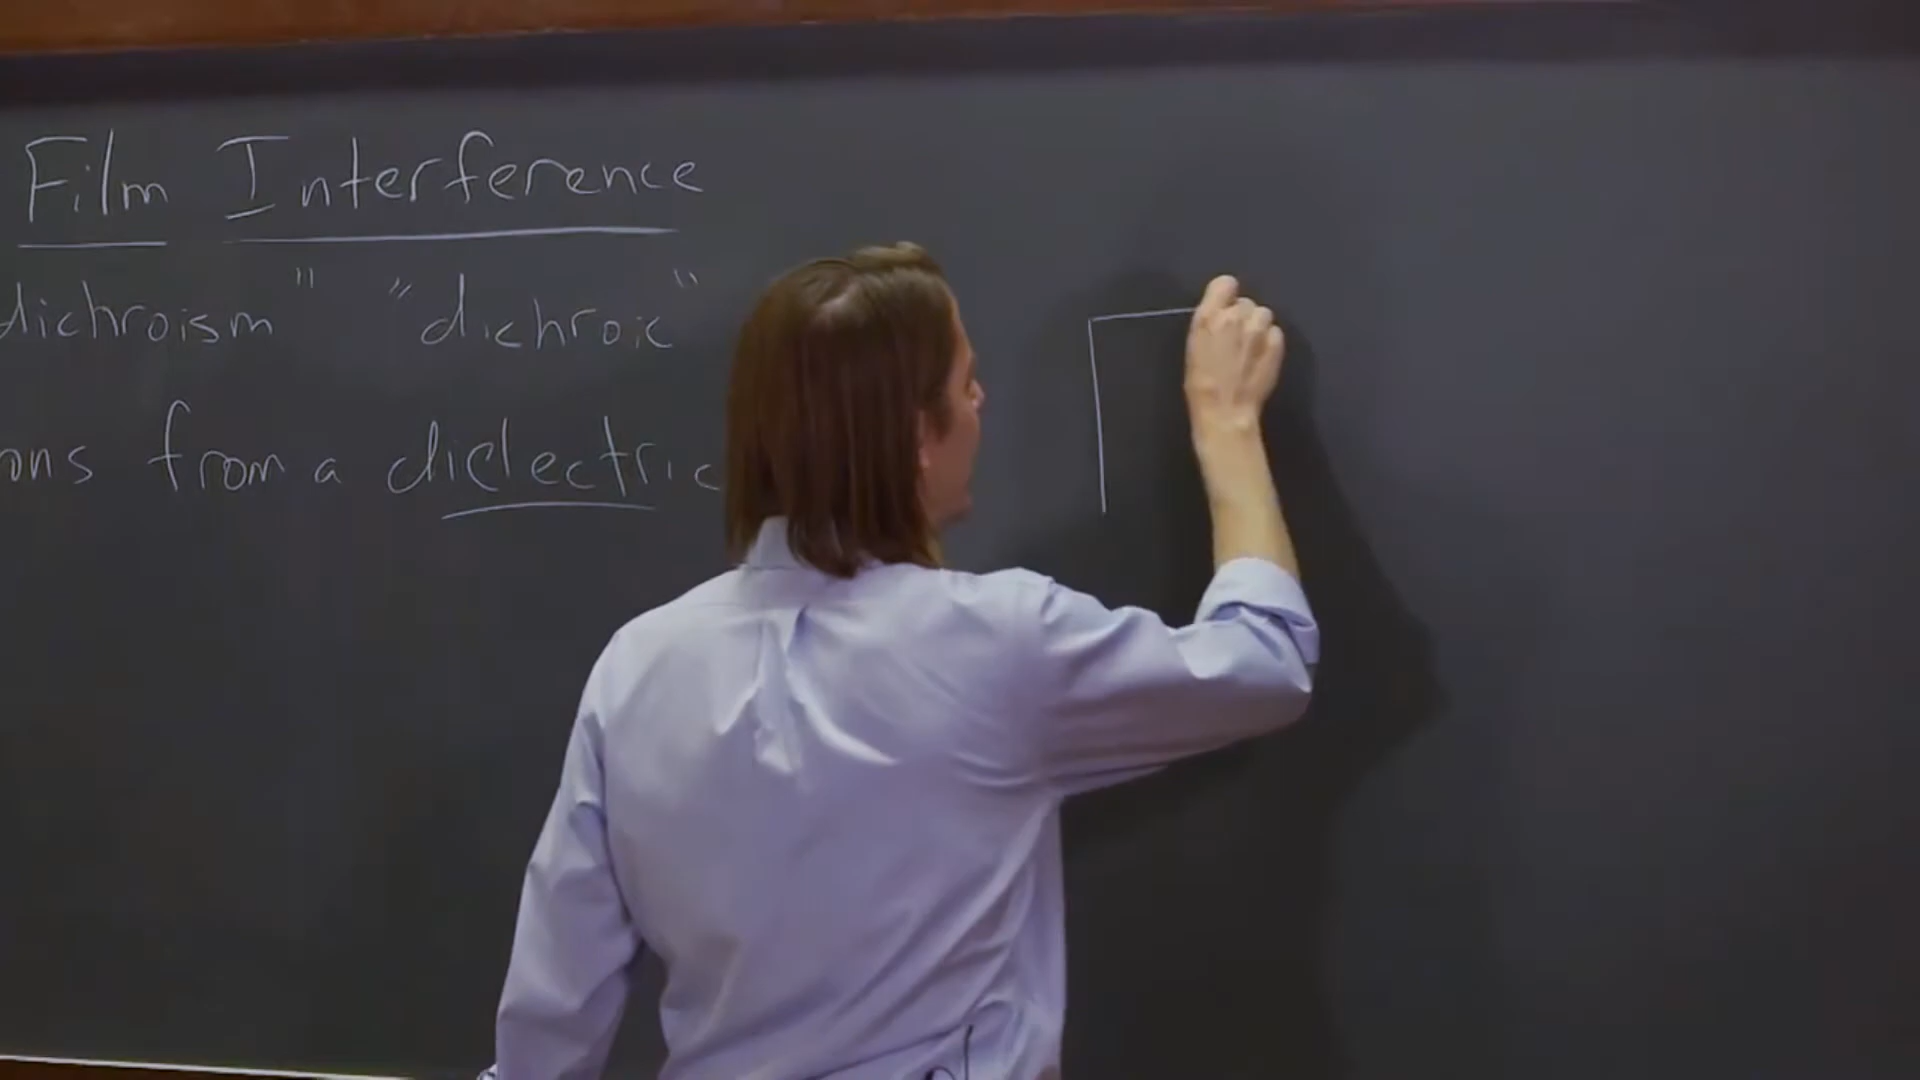 Film Interference
dichroism" "dichroic"
ons from a dielectric